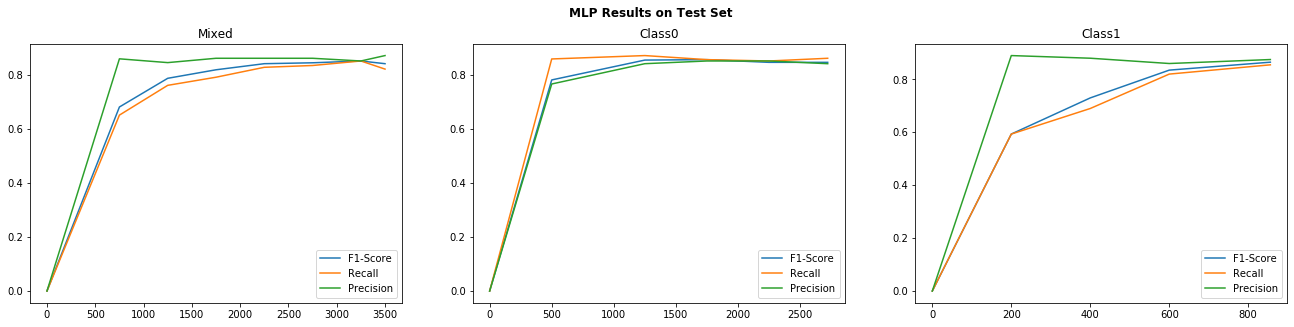 MLP Results on Test Set
Mixed
0.8
0.6
0.4
0.2
0.0
0 500 1000 1500 2000 2500 3000 3500
F1-Score
Recall
Precision
Class0
0.8
0.6
0.4
0.2
0.0
0 500 1000 1500 2000 2500
F1-Score
Recall
Precision
Class1
0.8
0.6
0.4
0.2
0.0
0 200 400 600 800
F1-Score
Recall
Precision